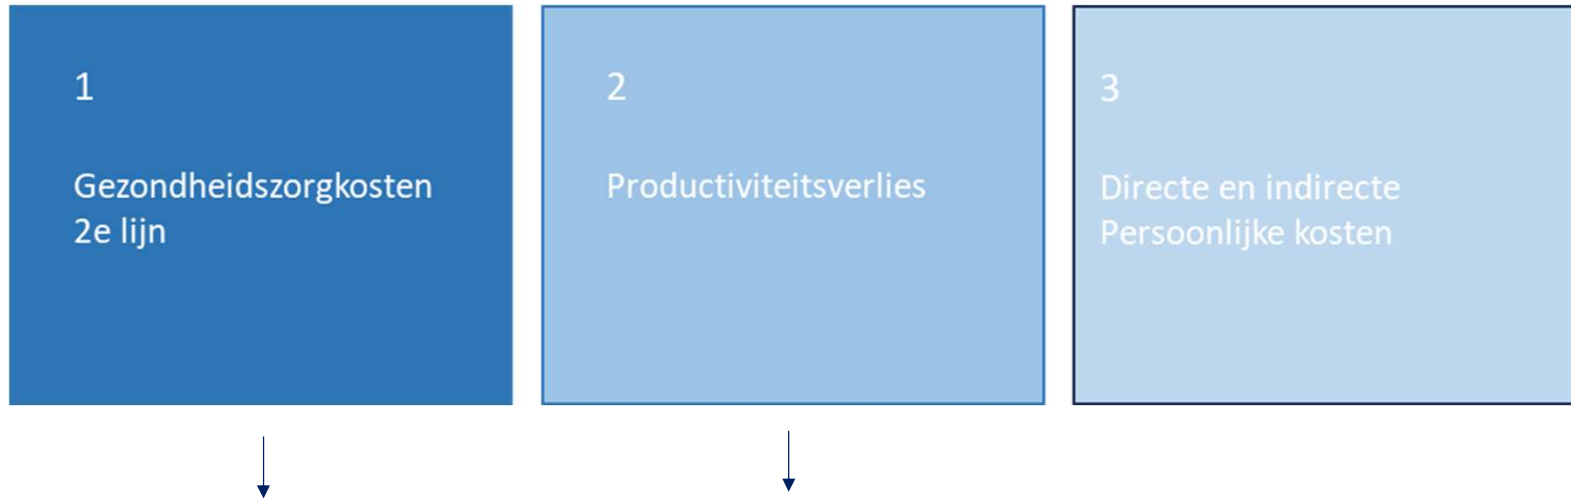 1
Gezondheidszorgkosten
2e lijn
2
Productiviteitsverlies
3
Directe en indirecte
Persoonlijke kosten